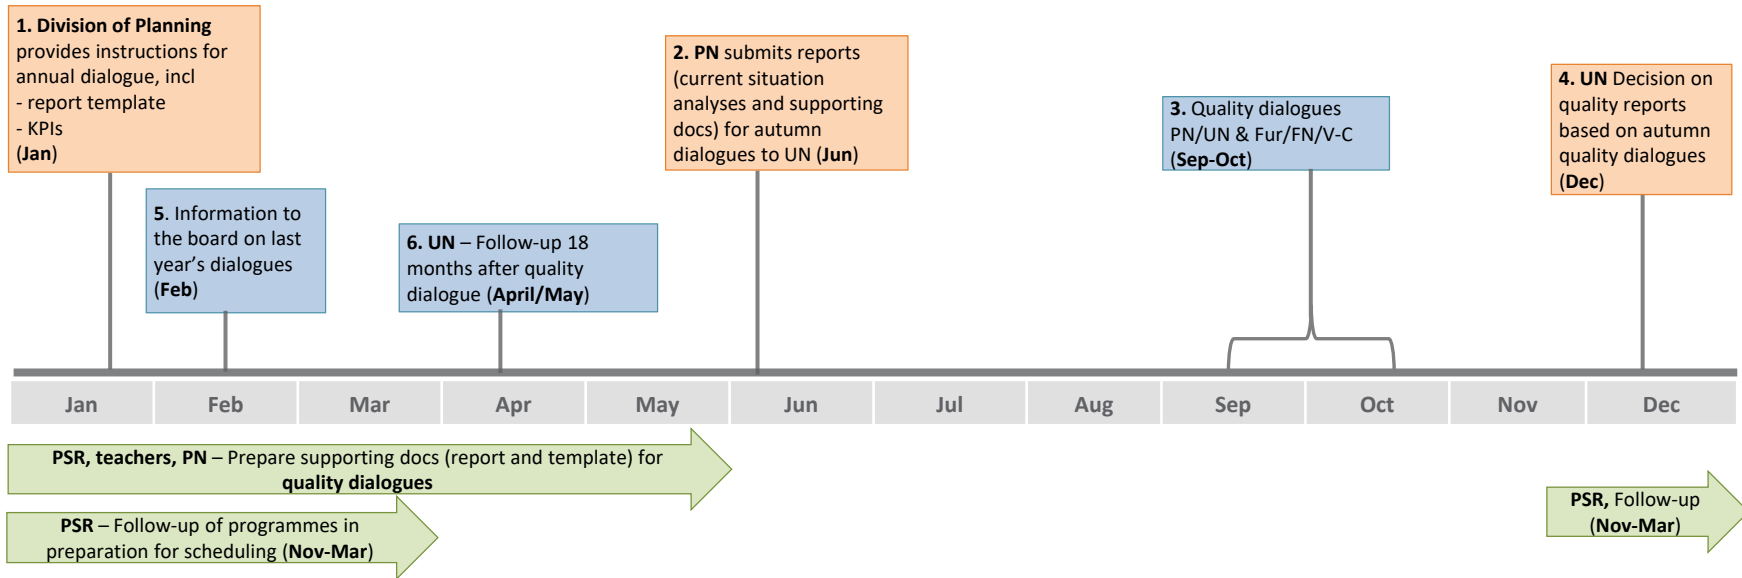 1. Division of Planning
provides instructions for
annual dialogue, incl
- report template
- KPIs
(Jan)
2. PN submits reports
(current situation
analyses and supporting
docs) for autumn
dialogues to UN (Jun)
3. Quality dialogues
PN/UN & Fur/FN/V-C
(Sep-Oct)
4. UN Decision on
quality reports
based on autumn
quality dialogues
(Dec)
5. Information to
the board on last
year’s dialogues
(Feb)
6. UN – Follow-up 18
months after quality
dialogue (April/May)
Jan Feb Mar Apr May Jun Jul Aug Sep Oct Nov Dec
PSR, teachers, PN – Prepare supporting docs (report and template) for
quality dialogues
PSR – Follow-up of programmes in
preparation for scheduling (Nov-Mar)
PSR, Follow-up
(Nov-Mar)